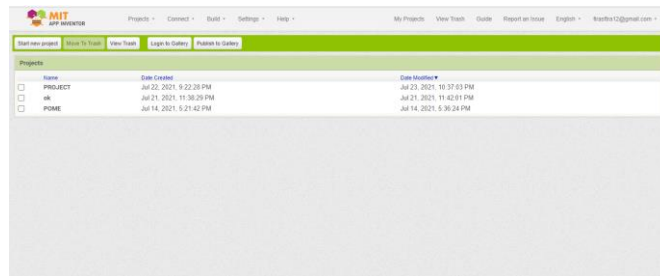 MIT
APP INVENTOR
Projects Connect Build Settings Help My Projects View Trash Guide Report an Issue English
Start new project Move To Trash View Trash Login to Gallery Publish to Gallery
Projects
Name Date Created Date Modified▼
PROJECT Jul 22, 2021, 9:22:28 PM Jul 23, 2021, 10:37:03 PM
ok Jul 21, 2021, 11:38:29 PM Jul 21, 2021, 11:42:01 PM
POME Jul 14, 2021, 5:21:42 PM Jul 14, 2021, 5:36:24 PM